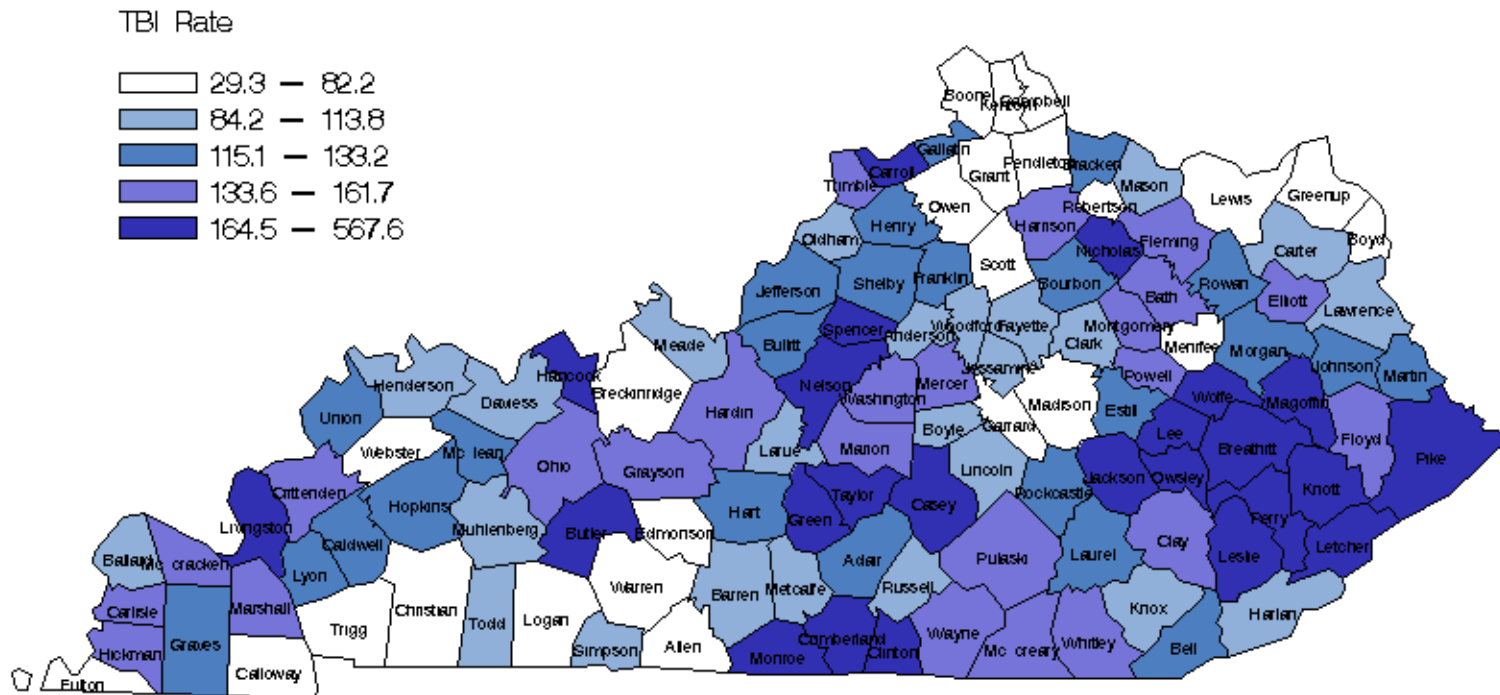 TBI Rate
29.3 — 82.2
84.2 — 113.8
115.1 — 133.2
133.6 — 161.7
164.5 — 567.6
Boone
Kenton
Campbell
Gallatin
Carroll
Trimble
Grant
Pendleton
Bracken
Mason
Lewis
Greenup
Owen
Robertson
Henry
Harrison
Oldham
Nicholas
Fleming
Carter
Boyd
Scott
Franklin
Shelby
Jefferson
Bourbon
Bath
Rowan
Elliott
Lawrence
Spencer
Anderson
Woodford
Fayette
Montgomery
Clark
Menifee
Morgan
Bullitt
Meade
Johnson
Martin
Jessamine
Powell
Mercer
Nelson
Washington
Hancock
Breckinridge
Henderson
Daviess
Wolfe
Magoffin
Madison
Estill
Hardin
Union
Garrard
Boyle
Lee
Floyd
Breathitt
Pike
Webster
Mc lean
Larue
Marion
Ohio
Grayson
Lincoln
Jackson
Owsley
Knott
Crittenden
Taylor
Casey
Rockcastle
Hopkins
Livingston
Muhlenberg
Butler
Edmonson
Hart
Green
Perry
Clay
Leslie
Letcher
Ballard
Mc cracken
Caldwell
Lyon
Adair
Pulaski
Laurel
Warren
Barren
Metcalfe
Russell
Carlisle
Marshall
Christian
Todd
Logan
Knox
Harlan
Trigg
Graves
Hickman
Simpson
Allen
Monroe
Cumberland
Clinton
Wayne
Mc creary
Whitley
Bell
Calloway
Fulton